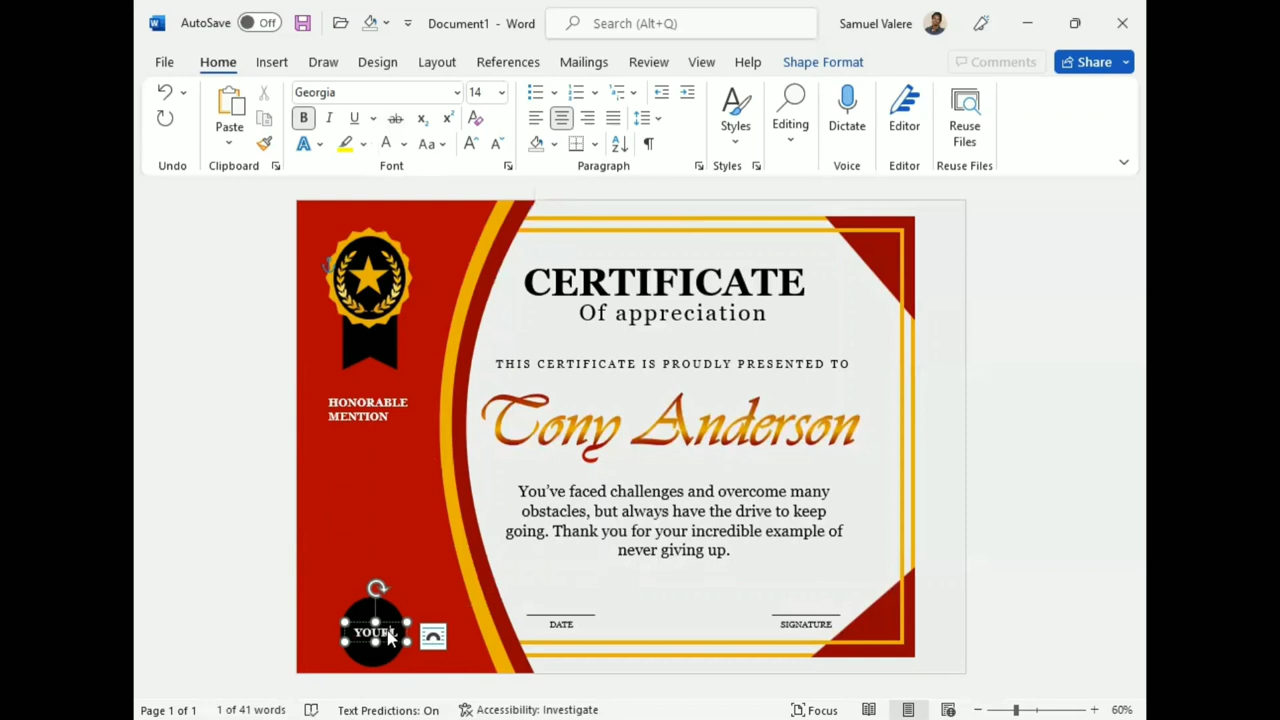 AutoSave Off Document1 - Word Search (Alt+Q) Samuel Valere
File Home Insert Draw Design Layout References Mailings Review View Help Shape Format Comments Share
Georgia 14
Paste Styles Editing Dictate Editor Reuse Files
Undo Clipboard Font Paragraph Styles Voice Editor Reuse Files
CERTIFICATE
Of appreciation
THIS CERTIFICATE IS PROUDLY PRESENTED TO
Tony Anderson
HONORABLE
MENTION
You’ve faced challenges and overcome many
obstacles, but always have the drive to keep
going. Thank you for your incredible example of
never giving up.
DATE SIGNATURE
Page 1 of 1 1 of 41 words Text Predictions: On Accessibility: Investigate Focus 60%